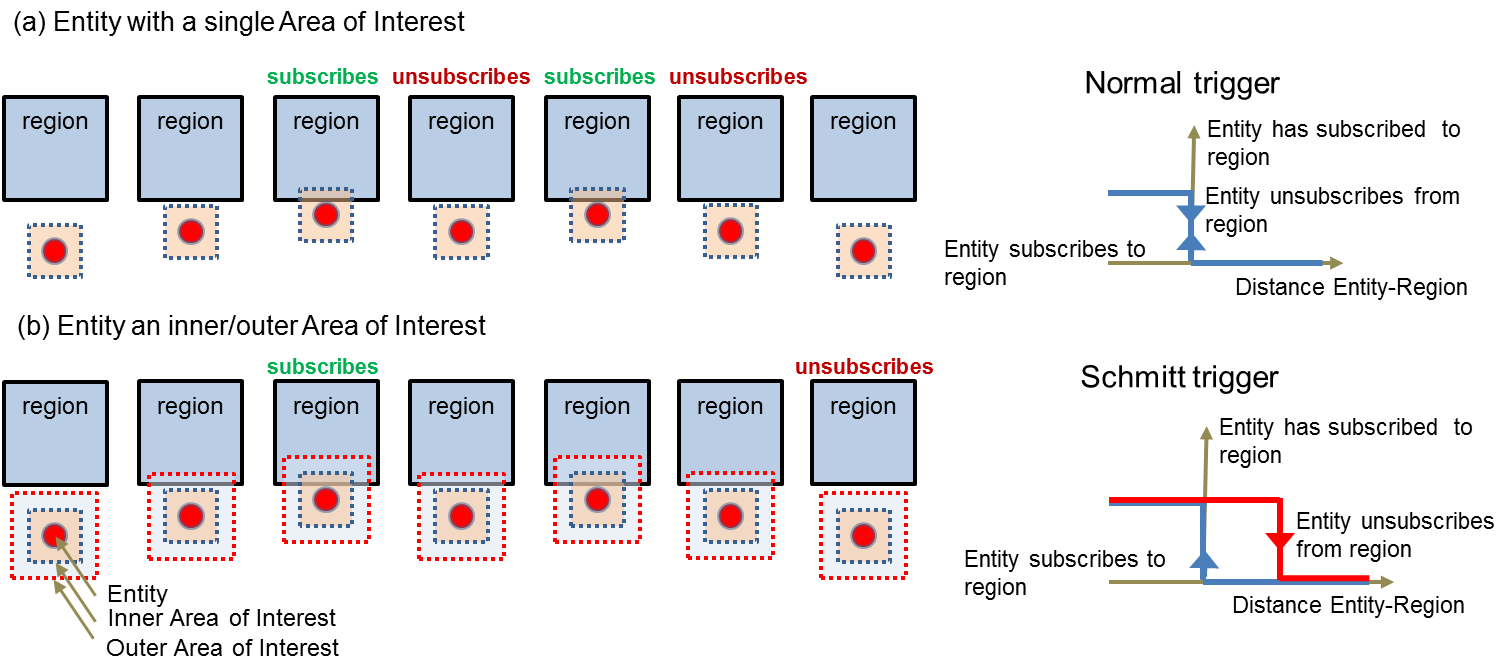 (a) Entity with a single Area of Interest
subscribes unsubscribes subscribes unsubscribes
region region region region region region region
Normal trigger
Entity has subscribed to
region
Entity unsubscribes from
region
Entity subscribes to
region
Distance Entity-Region
(b) Entity an inner/outer Area of Interest
subscribes unsubscribes
region region region region region region region
Entity
Inner Area of Interest
Outer Area of Interest
Schmitt trigger
Entity has subscribed to
region
Entity unsubscribes
from region
Entity subscribes to
region
Distance Entity-Region